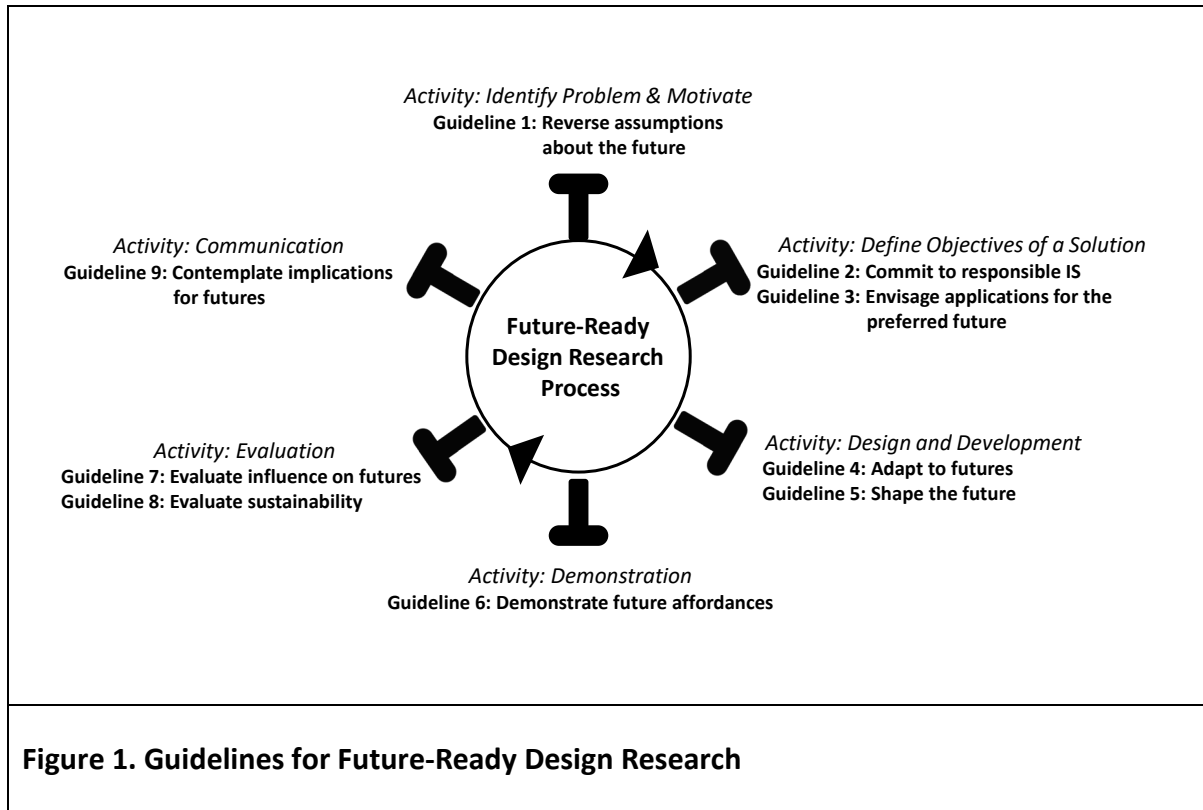 Activity: Identify Problem & Motivate
Guideline 1: Reverse assumptions
about the future
Activity: Define Objectives of a Solution
Guideline 2: Commit to responsible IS
Guideline 3: Envisage applications for the
preferred future
Activity: Design and Development
Guideline 4: Adapt to futures
Guideline 5: Shape the future
Activity: Demonstration
Guideline 6: Demonstrate future affordances
Activity: Evaluation
Guideline 7: Evaluate influence on futures
Guideline 8: Evaluate sustainability
Activity: Communication
Guideline 9: Contemplate implications
for futures
Future-Ready
Design Research
Process
Figure 1. Guidelines for Future-Ready Design Research